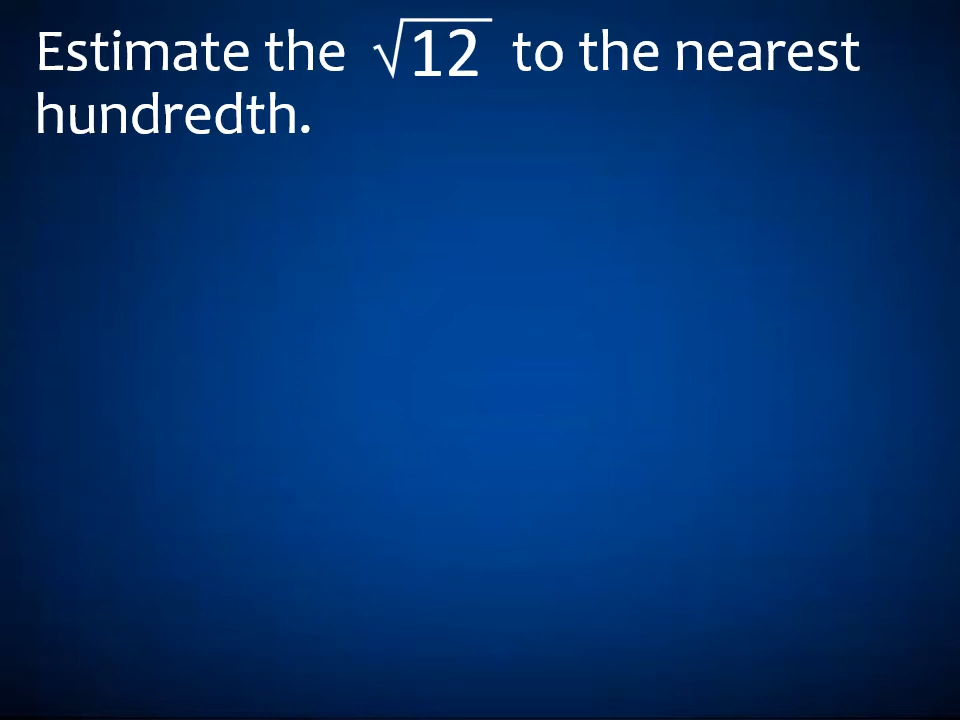 Estimate the √12 to the nearest
hundredth.